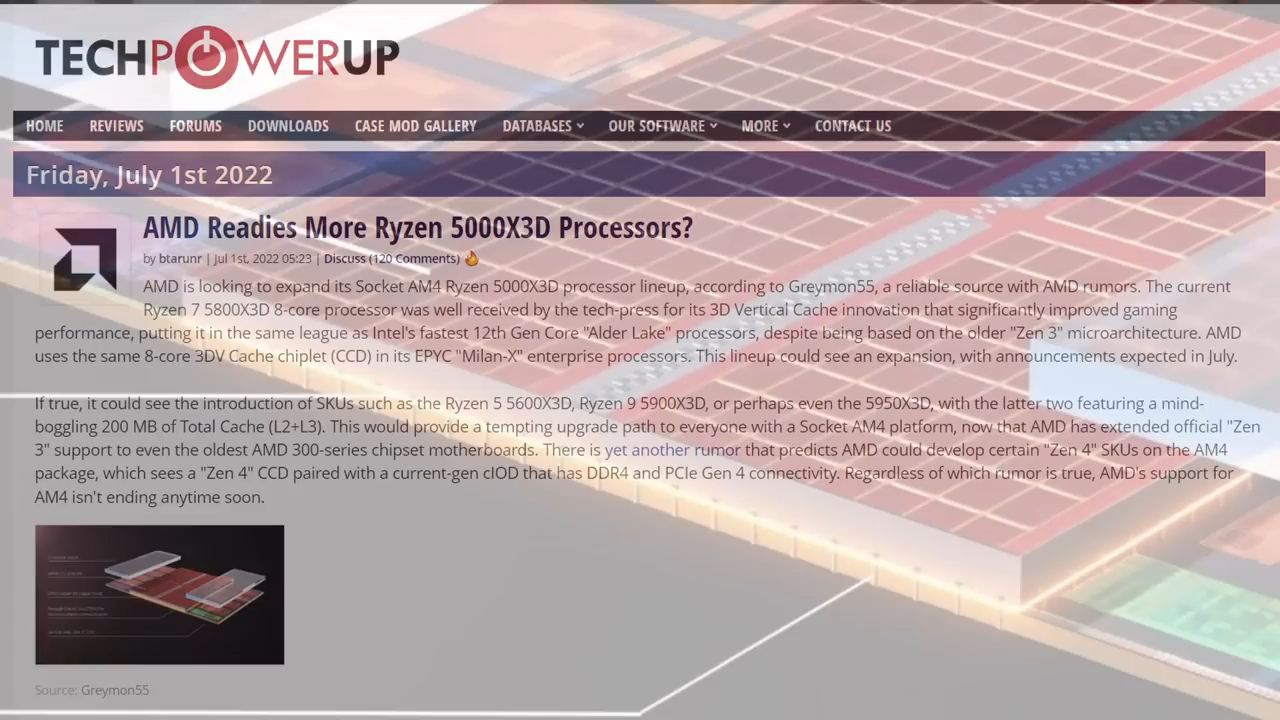 TECHPOWERUP
HOME REVIEWS FORUMS DOWNLOADS CASE MOD GALLERY DATABASES OUR SOFTWARE MORE CONTACT US
Friday, July 1st 2022
AMD Readies More Ryzen 5000X3D Processors?
by btarunr | Jul 1st, 2022 05:23 | Discuss (120 Comments)
AMD is looking to expand its Socket AM4 Ryzen 5000X3D processor lineup, according to Greymon55, a reliable source with AMD rumors. The current
Ryzen 7 5800X3D 8-core processor was well received by the tech-press for its 3D Vertical Cache innovation that significantly improved gaming
performance, putting it in the same league as Intel's fastest 12th Gen Core "Alder Lake" processors, despite being based on the older "Zen 3" microarchitecture. AMD
uses the same 8-core 3DV Cache chiplet (CCD) in its EPYC "Milan-X" enterprise processors. This lineup could see an expansion, with announcements expected in July.
If true, it could see the introduction of SKUs such as the Ryzen 5 5600X3D, Ryzen 9 5900X3D, or perhaps even the 5950X3D, with the latter two featuring a mind-
boggling 200 MB of Total Cache (L2+L3). This would provide a tempting upgrade path to everyone with a Socket AM4 platform, now that AMD has extended official "Zen
3" support to even the oldest AMD 300-series chipset motherboards. There is yet another rumor that predicts AMD could develop certain "Zen 4" SKUs on the AM4
package, which sees a "Zen 4" CCD paired with a current-gen cIOD that has DDR4 and PCIe Gen 4 connectivity. Regardless of which rumor is true, AMD's support for
AM4 isn't ending anytime soon.
Source: Greymon55